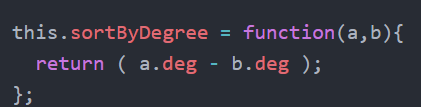 this.sortByDegree = function(a,b){
  return ( a.deg - b.deg );
};